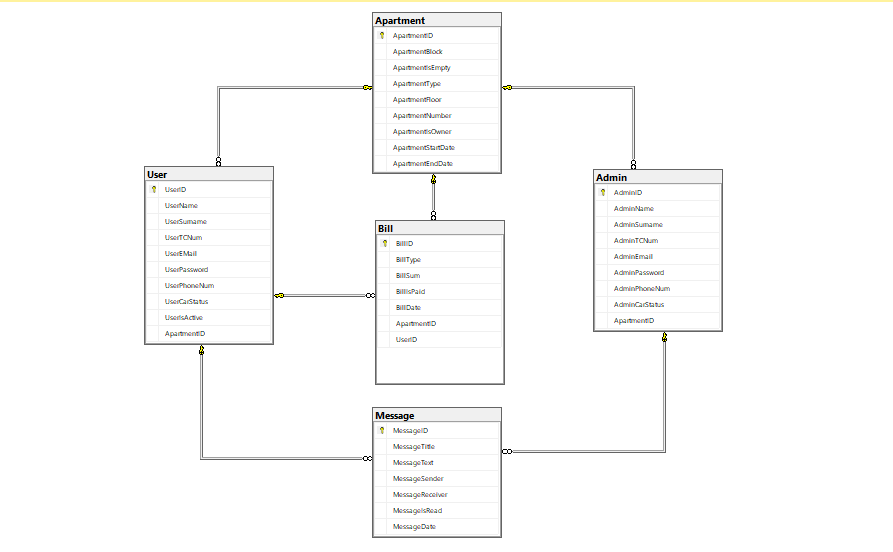 Apartment
ApartmentID
ApartmentBlock
ApartmentIsEmpty
ApartmentType
ApartmentFloor
ApartmentNumber
ApartmentIsOwner
ApartmentStartDate
ApartmentEndDate
User
UserID
UserName
UserSurname
UserTCNum
UserEMail
UserPassword
UserPhoneNum
UserCarStatus
UserIsActive
ApartmentID
Bill
BillID
BillType
BillSum
BillIsPaid
BillDate
ApartmentID
UserID
Admin
AdminID
AdminName
AdminSurname
AdminTCNum
AdminEmail
AdminPassword
AdminPhoneNum
AdminCarStatus
ApartmentID
Message
MessageID
MessageTitle
MessageText
MessageSender
MessageReceiver
MessageIsRead
MessageDate